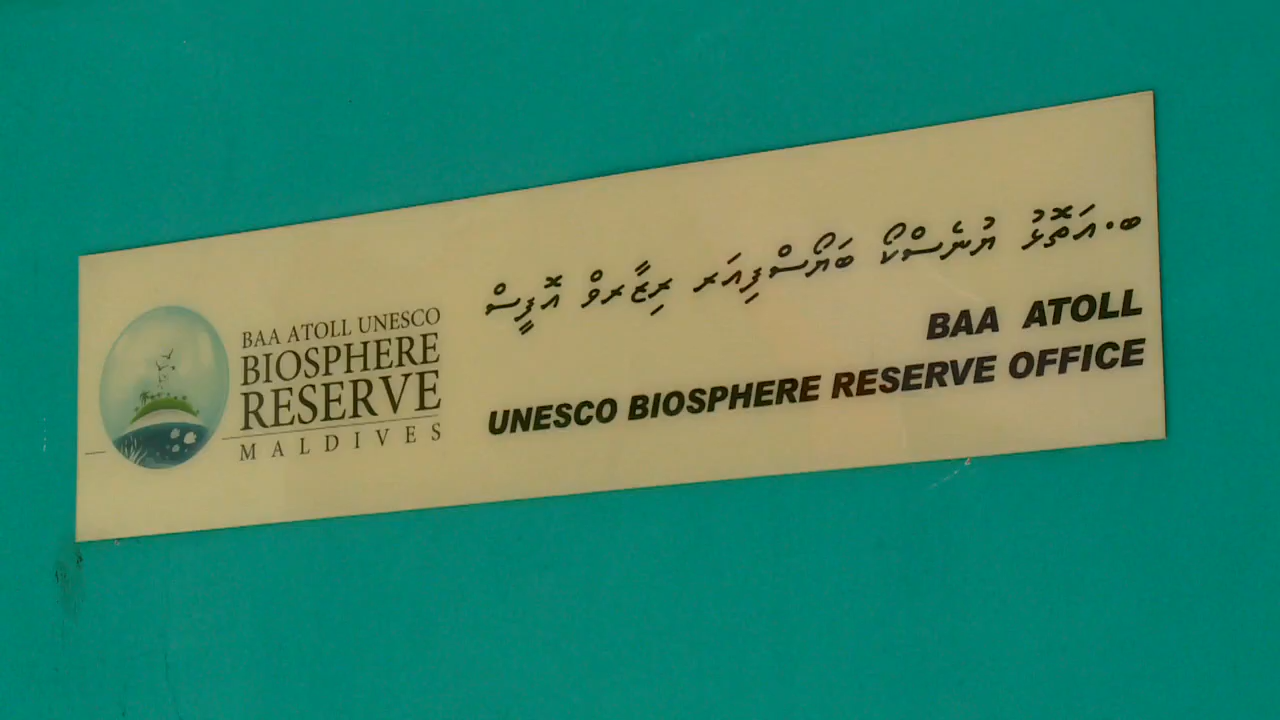 BAA ATOLL UNESCO
BIOSPHERE
RESERVE
MALDIVES
ބ. އަތޮޅު ޔުނެސްކޯ ބަޔޯސްފިއަރ ރިޒާރވް އޮފީސް
BAA ATOLL
UNESCO BIOSPHERE RESERVE OFFICE